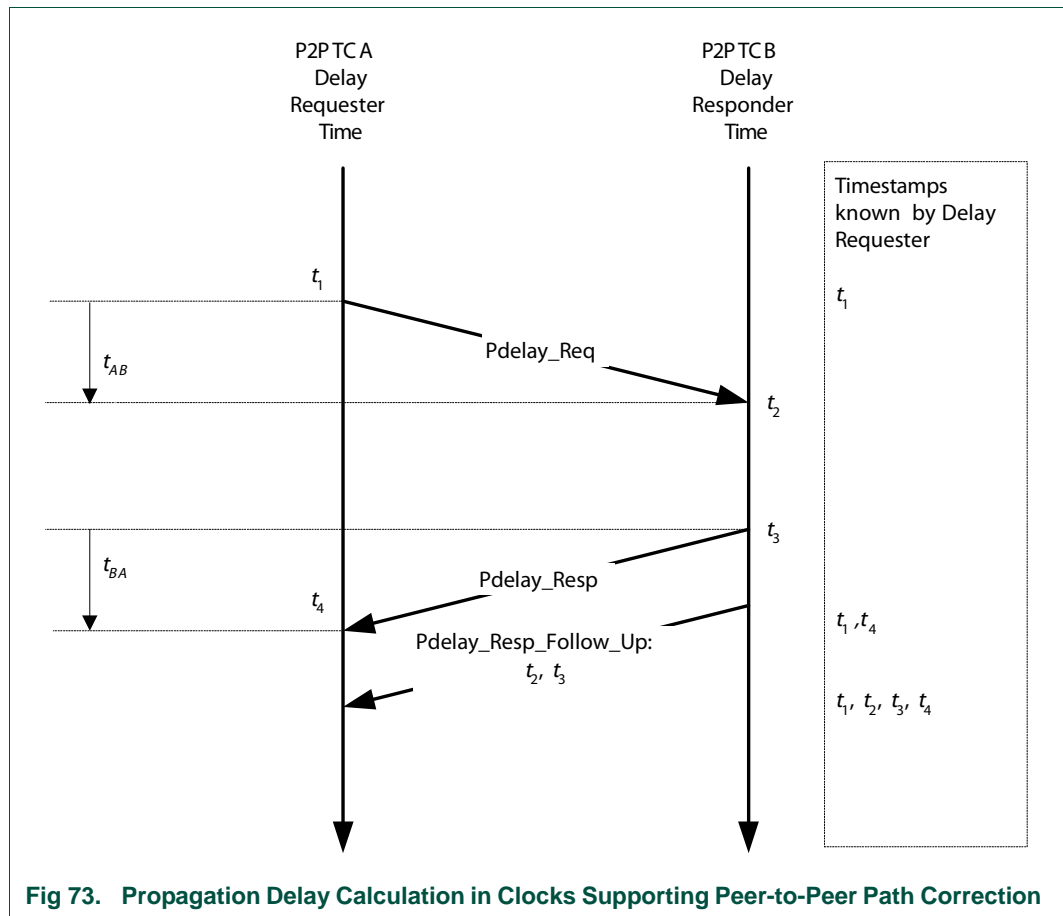 P2P TC A
Delay
Requester
Time
P2P TC B
Delay
Responder
Time
Timestamps
known by Delay
Requester
t1
t1
Pdelay_Req
tAB
t2
t3
tBA
Pdelay_Resp
t4
t1 ,t4
Pdelay_Resp_Follow_Up:
t2, t3
t1, t2, t3, t4
Fig 73. Propagation Delay Calculation in Clocks Supporting Peer-to-Peer Path Correction